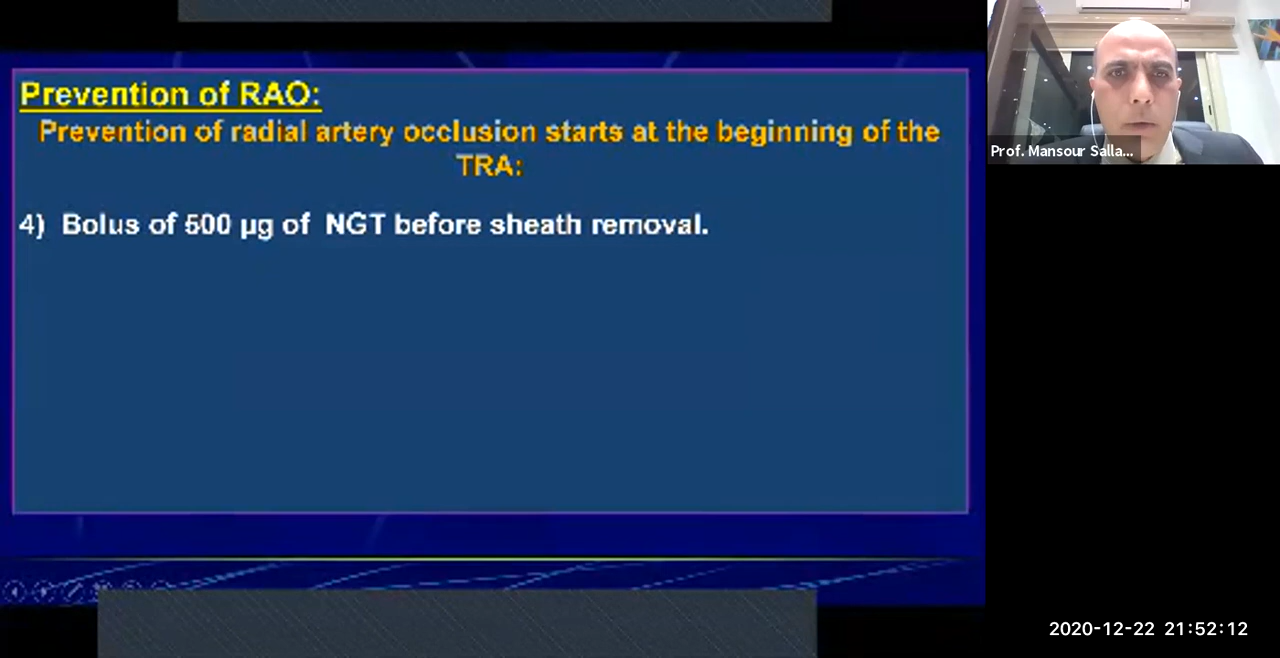 Prevention of RAO:
Prevention of radial artery occlusion starts at the beginning of the
TRA:
4) Bolus of 500 µg of NGT before sheath removal.
Prof. Mansour Salla...
2020-12-22 21:52:12